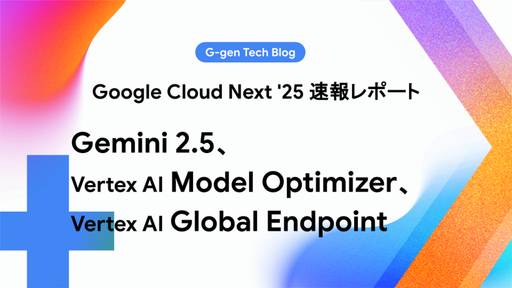 G-gen Tech Blog
Google Cloud Next '25 速報レポート
Gemini 2.5、
Vertex AI Model Optimizer、
Vertex AI Global Endpoint